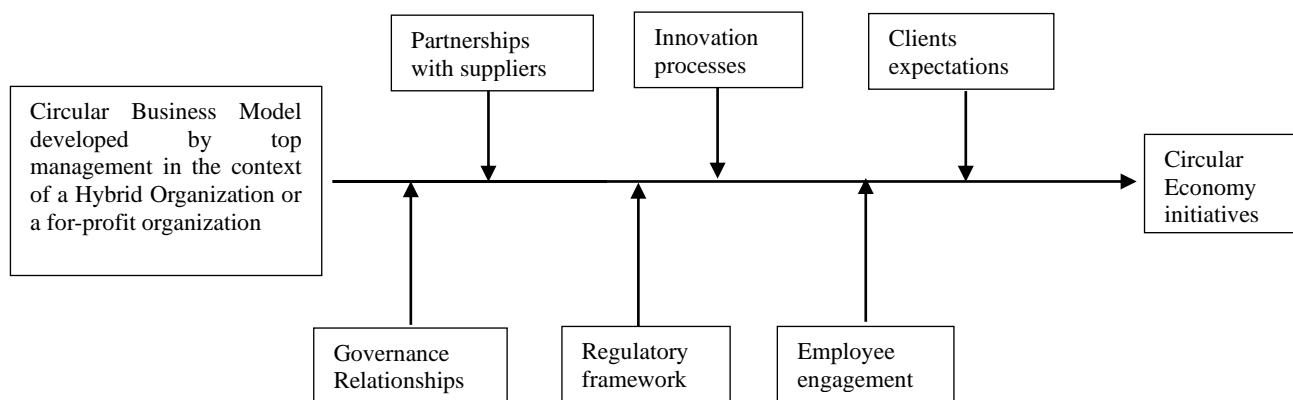 Partnerships
with suppliers
Innovation
processes
Clients
expectations
Circular Business Model
developed by top
management in the context
of a Hybrid Organization or
a for-profit organization
Circular
Economy
initiatives
Governance
Relationships
Regulatory
framework
Employee
engagement